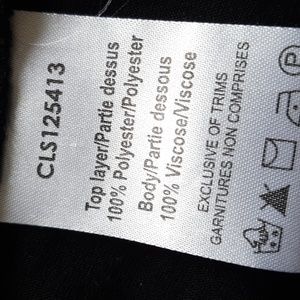 CLS125413
Top layer/Partie dessus
100% Polyester/Polyester
Body/Partie dessous
100% Viscose/Viscose
EXCLUSIVE OF TRIMS
GARNITURES NON COMPRISES
P